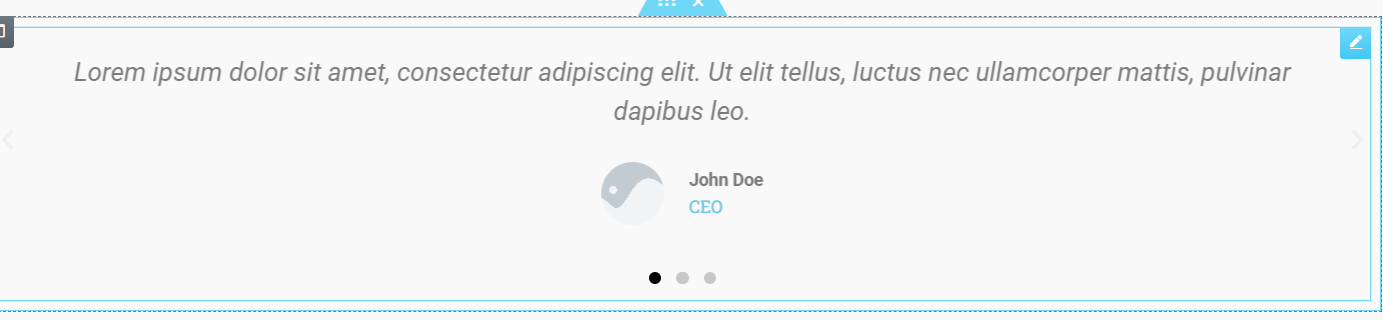 Lorem ipsum dolor sit amet, consectetur adipiscing elit. Ut elit tellus, luctus nec ullamcorper mattis, pulvinar
dapibus leo.
John Doe
CEO